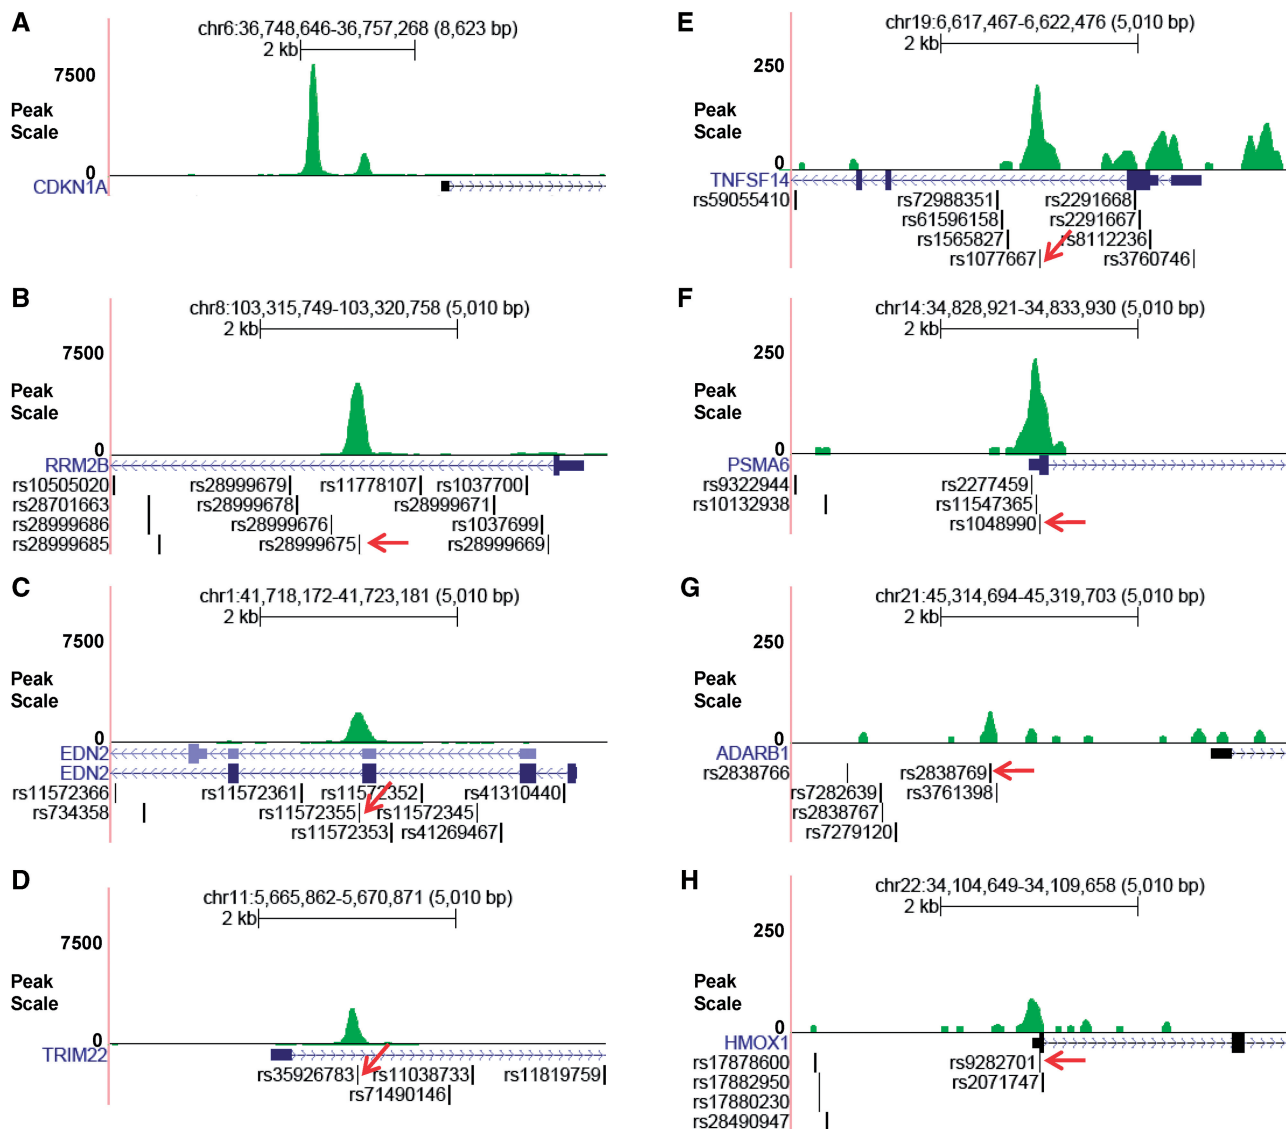 A
chr6:36,748,646-36,757,268 (8,623 bp)
2 kb
7500
Peak
Scale
0
CDKN1A
B
chr8:103,315,749-103,320,758 (5,010 bp)
2 kb
7500
Peak
Scale
0
RRM2B
rs10505020 rs28999679 rs11778107 rs1037700
rs28701663 rs28999678 rs28999671
rs28999686 rs28999676 rs1037699
rs28999685 rs28999675 rs28999669
C
chr1:41,718,172-41,723,181 (5,010 bp)
2 kb
7500
Peak
Scale
0
EDN2
EDN2
rs11572366 rs11572361 rs11572352 rs41310440
rs734358 rs11572355 rs11572345
rs11572353 rs41269467
D
chr11:5,665,862-5,670,871 (5,010 bp)
2 kb
7500
Peak
Scale
0
TRIM22
rs35926783 rs11038733 rs11819759
rs71490146
E
chr19:6,617,467-6,622,476 (5,010 bp)
2 kb
250
Peak
Scale
0
TNFSF14
rs59055410 rs72988351 rs2291668
rs61596158 rs2291667
rs1565827 rs8112236
rs1077667 rs3760746
F
chr14:34,828,921-34,833,930 (5,010 bp)
2 kb
250
Peak
Scale
0
PSMA6
rs9322944 rs2277459
rs10132938 rs11547365
rs1048990
G
chr21:45,314,694-45,319,703 (5,010 bp)
2 kb
250
Peak
Scale
0
ADARB1
rs2838766 rs2838769
rs7282639 rs3761398
rs2838767
rs7279120
H
chr22:34,104,649-34,109,658 (5,010 bp)
2 kb
250
Peak
Scale
0
HMOX1
rs17878600 rs9282701
rs17882950 rs2071747
rs17880230
rs28490947